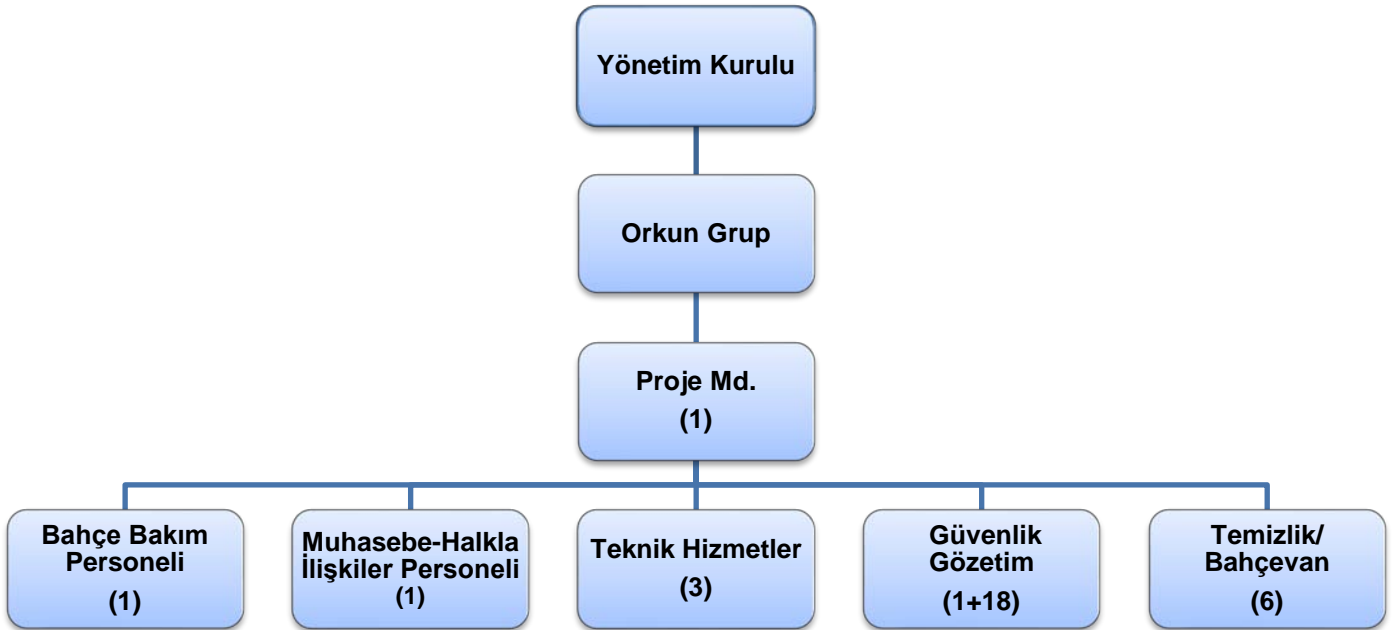 Yönetim Kurulu
Orkun Grup
Proje Md.
(1)
Bahçe Bakım
Personeli
(1)
Muhasebe-Halkla
İlişkiler Personeli
(1)
Teknik Hizmetler
(3)
Güvenlik
Gözetim
(1+18)
Temizlik/
Bahçevan
(6)